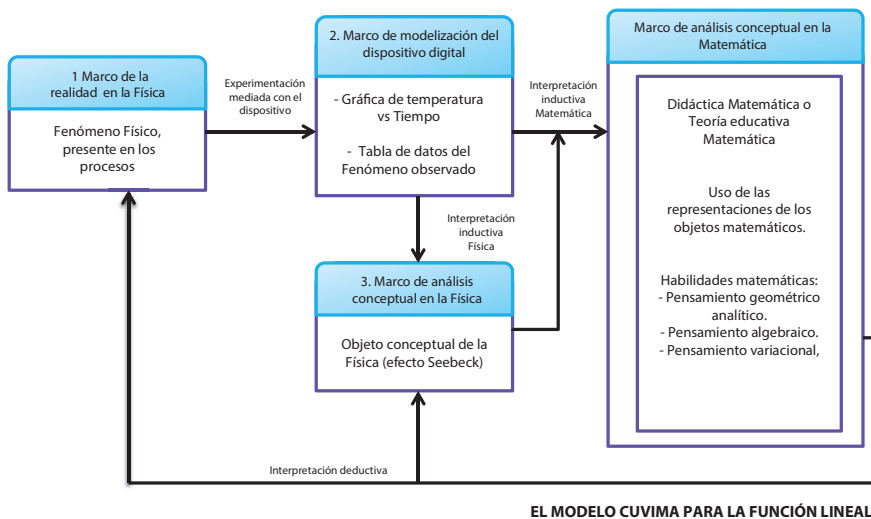 1 Marco de la
realidad en la Física
Fenómeno Físico,
presente en los
procesos
Experimentación
mediada con el
dispositivo
2. Marco de modelización del
dispositivo digital
- Gráfica de temperatura
vs Tiempo
- Tabla de datos del
Fenómeno observado
Interpretación
inductiva
Matemática
Interpretación
inductiva
Física
3. Marco de análisis
conceptual en la Física
Objeto conceptual de la
Física (efecto Seebeck)
Marco de análisis conceptual en la
Matemática
Didáctica Matemática o
Teoría educativa
Matemática
Uso de las
representaciones de los
objetos matemáticos.
Habilidades matemáticas:
- Pensamiento geométrico
analítico.
- Pensamiento algebraico.
- Pensamiento variacional,
Interpretación deductiva
EL MODELO CUVIMA PARA LA FUNCIÓN LINEAL